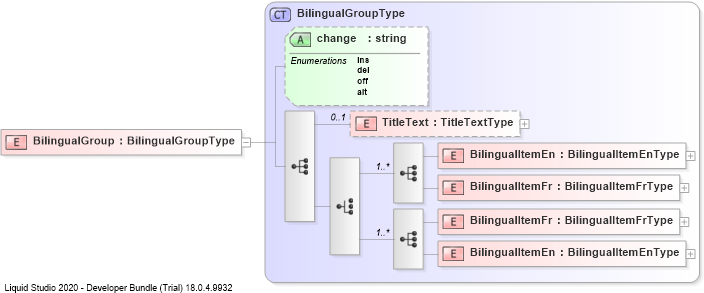 CT BilingualGroupType
A change : string
Enumerations ins
del
off
alt
0..1
E TitleText : TitleTextType
E BilingualGroup : BilingualGroupType
1..*
E BilingualItemEn : BilingualItemEnType
E BilingualItemFr : BilingualItemFrType
1..*
E BilingualItemFr : BilingualItemFrType
E BilingualItemEn : BilingualItemEnType
Liquid Studio 2020 - Developer Bundle (Trial) 18.0.4.9932